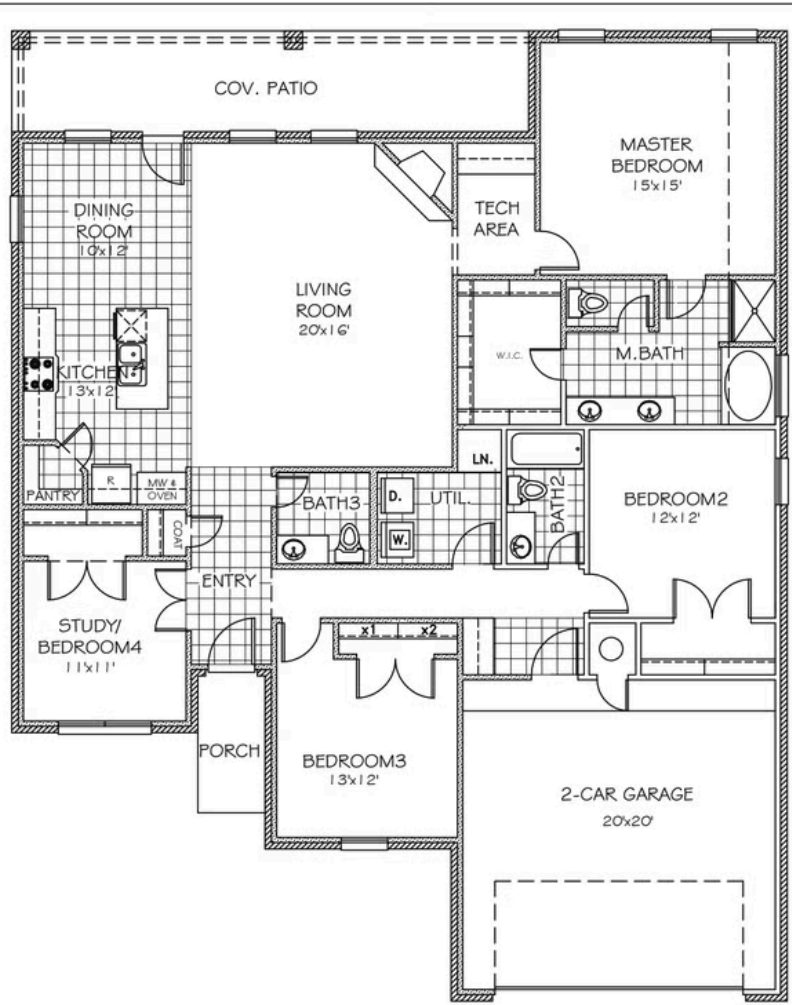 COV. PATIO
MASTER
BEDROOM
15'x15'
DINING
ROOM
10'x12'
TECH
AREA
LIVING
ROOM
20'x16'
KITCHEN
13'x12'
W.I.C.
M.BATH
PANTRY
R
MW &
OVEN
LN.
D.
UTIL.
W.
BATH3
BATH2
BEDROOM2
12'x12'
COAT
ENTRY
STUDY/
BEDROOM4
11'x11'
x1
x2
PORCH
BEDROOM3
13'x12'
2-CAR GARAGE
20'x20'